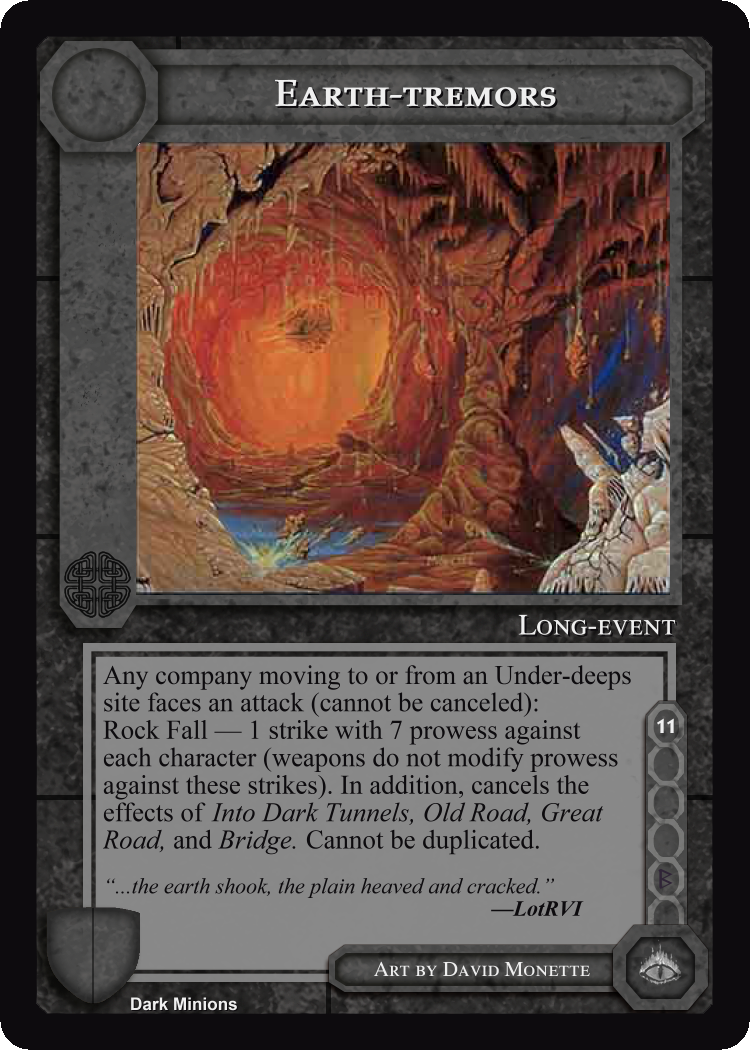 Earth-tremors
Long-event
Any company moving to or from an Under-deeps
site faces an attack (cannot be canceled):
Rock Fall — 1 strike with 7 prowess against
each character (weapons do not modify prowess
against these strikes). In addition, cancels the
effects of Into Dark Tunnels, Old Road, Great
Road, and Bridge. Cannot be duplicated.
11
“...the earth shook, the plain heaved and cracked.”
—LotRVI
Art by David Monette
Dark Minions